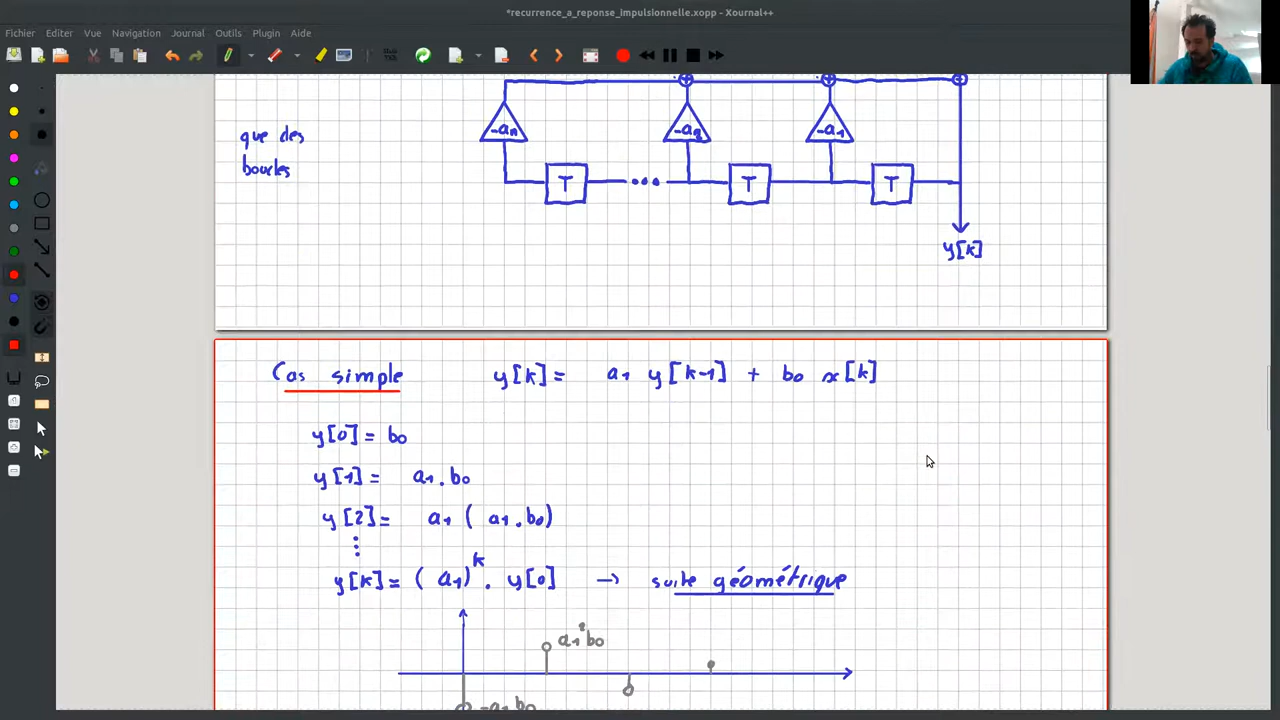 *recurrence_a_reponse_impulsionnelle.xopp - Xournal++
Fichier Editer Vue Navigation Journal Outils Plugin Aide
que des
boucles
-an -a2 -a1
T ... T T
y[k]
Cas simple y[k]= a1 y[k-1] + b0 x[k]
y[0]= b0
y[1]= a1.b0
y[2]= a1 ( a1.b0)
⋮
y[k]= (a1)^k . y[0] → suite géométrique
a1²b0
-a1 b0